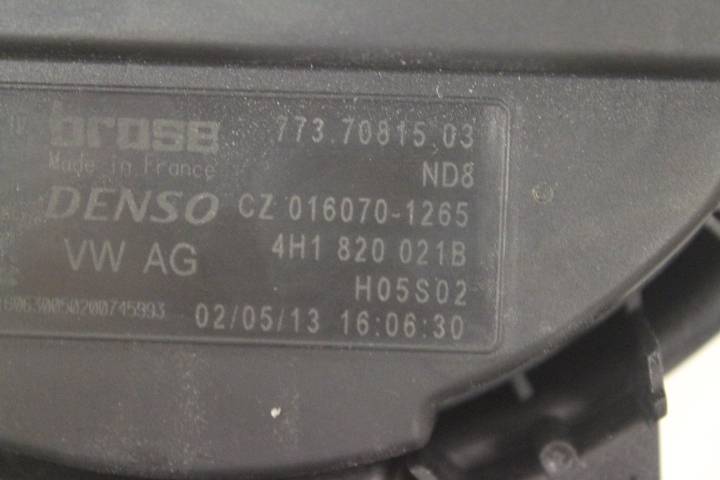 brose 773.70815.03
Made in France
ND8
DENSO CZ 016070-1265
VW AG 4H1 820 021B
H05S02
02/05/13 16:06:30